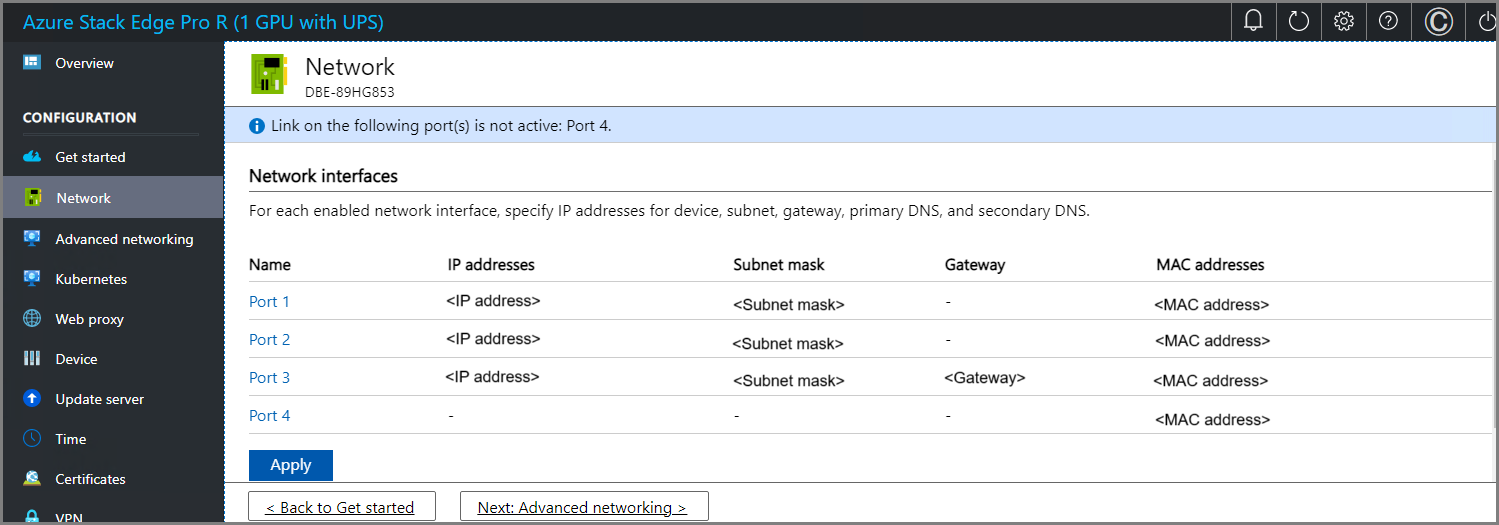 Azure Stack Edge Pro R (1 GPU with UPS)
Overview
CONFIGURATION
Get started
Network
Advanced networking
Kubernetes
Web proxy
Device
Update server
Time
Certificates
VPN
Network
DBE-89HG853
Link on the following port(s) is not active: Port 4.
Network interfaces
For each enabled network interface, specify IP addresses for device, subnet, gateway, primary DNS, and secondary DNS.
Name IP addresses Subnet mask Gateway MAC addresses
Port 1 <IP address> <Subnet mask> - <MAC address>
Port 2 <IP address> <Subnet mask> - <MAC address>
Port 3 <IP address> <Subnet mask> <Gateway> <MAC address>
Port 4 - - - <MAC address>
Apply
< Back to Get started
Next: Advanced networking >